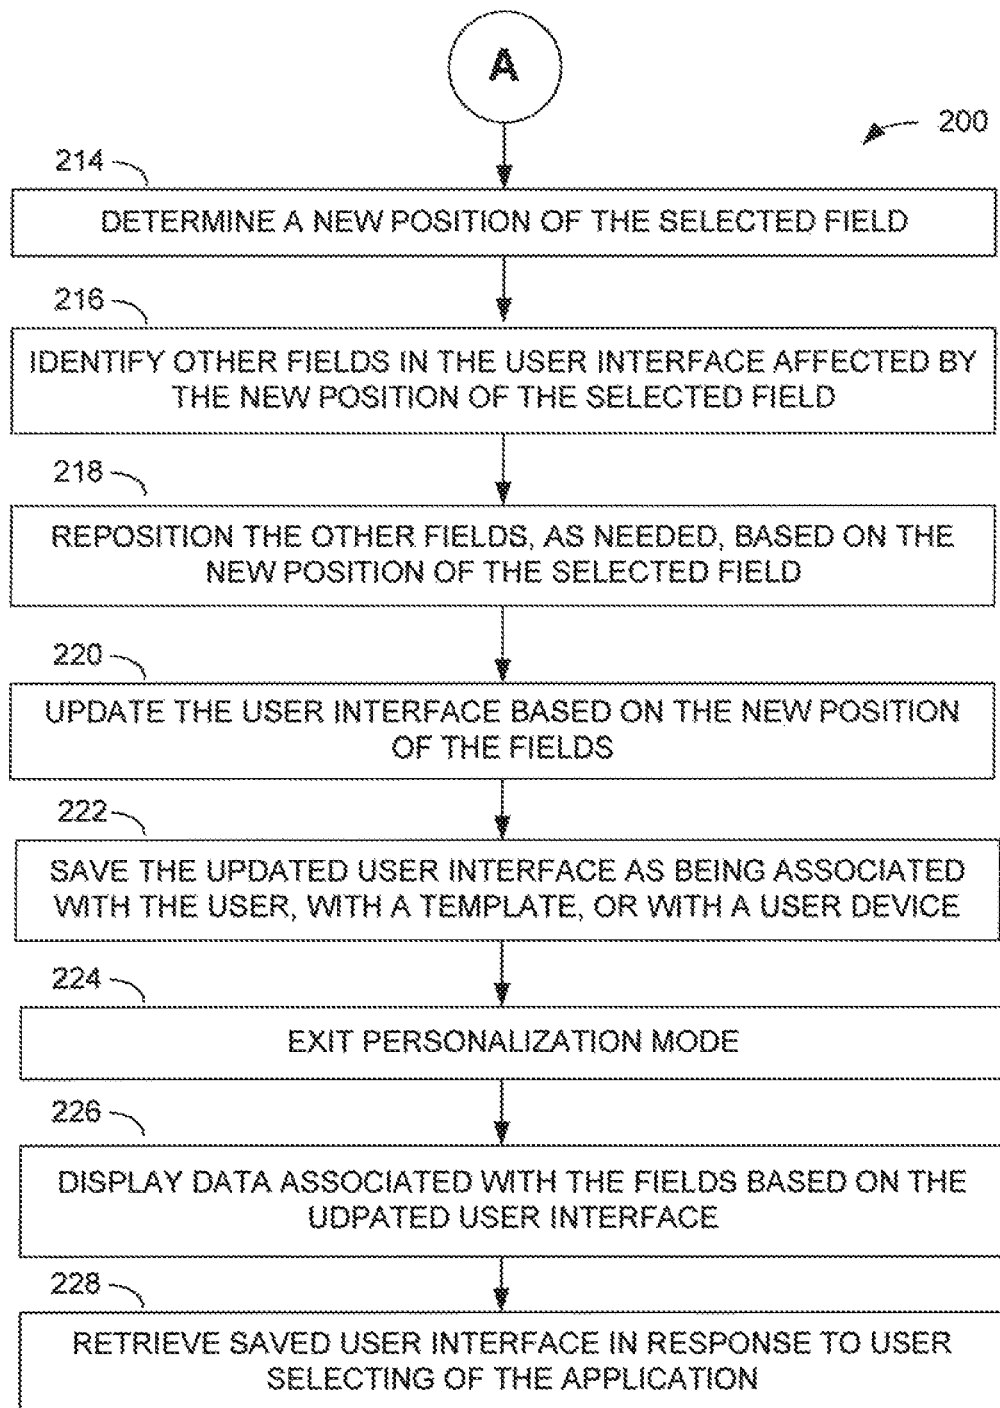 A
200
214
DETERMINE A NEW POSITION OF THE SELECTED FIELD
216
IDENTIFY OTHER FIELDS IN THE USER INTERFACE AFFECTED BY
THE NEW POSITION OF THE SELECTED FIELD
218
REPOSITION THE OTHER FIELDS, AS NEEDED, BASED ON THE
NEW POSITION OF THE SELECTED FIELD
220
UPDATE THE USER INTERFACE BASED ON THE NEW POSITION
OF THE FIELDS
222
SAVE THE UPDATED USER INTERFACE AS BEING ASSOCIATED
WITH THE USER, WITH A TEMPLATE, OR WITH A USER DEVICE
224
EXIT PERSONALIZATION MODE
226
DISPLAY DATA ASSOCIATED WITH THE FIELDS BASED ON THE
UDPATED USER INTERFACE
228
RETRIEVE SAVED USER INTERFACE IN RESPONSE TO USER
SELECTING OF THE APPLICATION